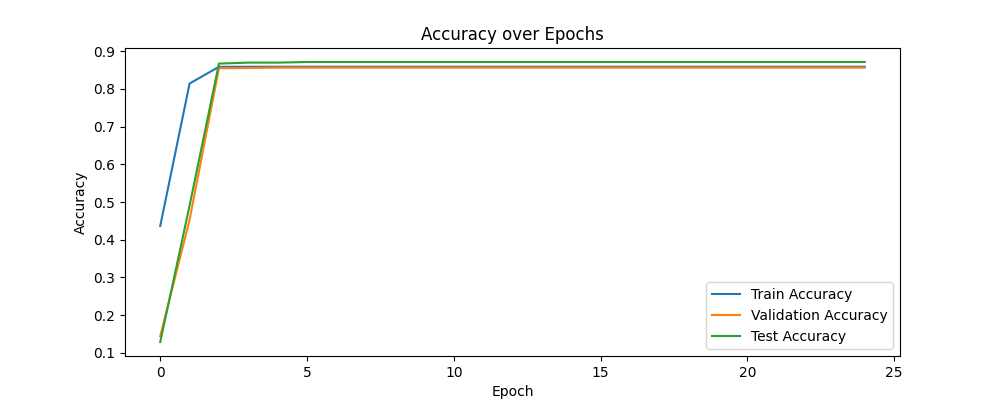 Accuracy over Epochs
0.9
0.8
0.7
0.6
0.5
0.4
0.3
0.2
0.1
Accuracy
0 5 10 15 20 25
Epoch
Train Accuracy
Validation Accuracy
Test Accuracy